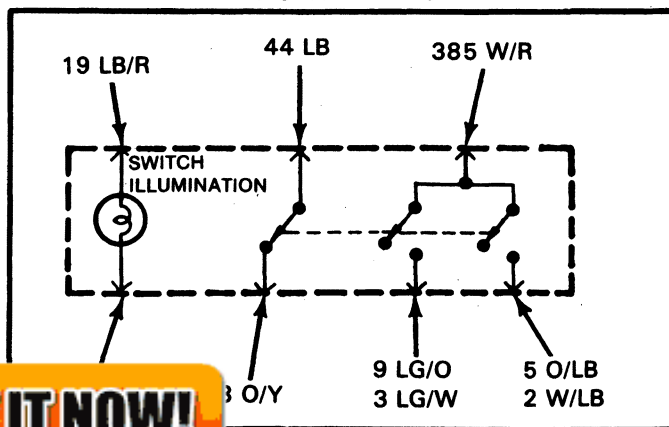 19 LB/R
44 LB
385 W/R
SWITCH
ILLUMINATION
O/Y
9 LG/O
3 LG/W
5 O/LB
2 W/LB
IT NOW!